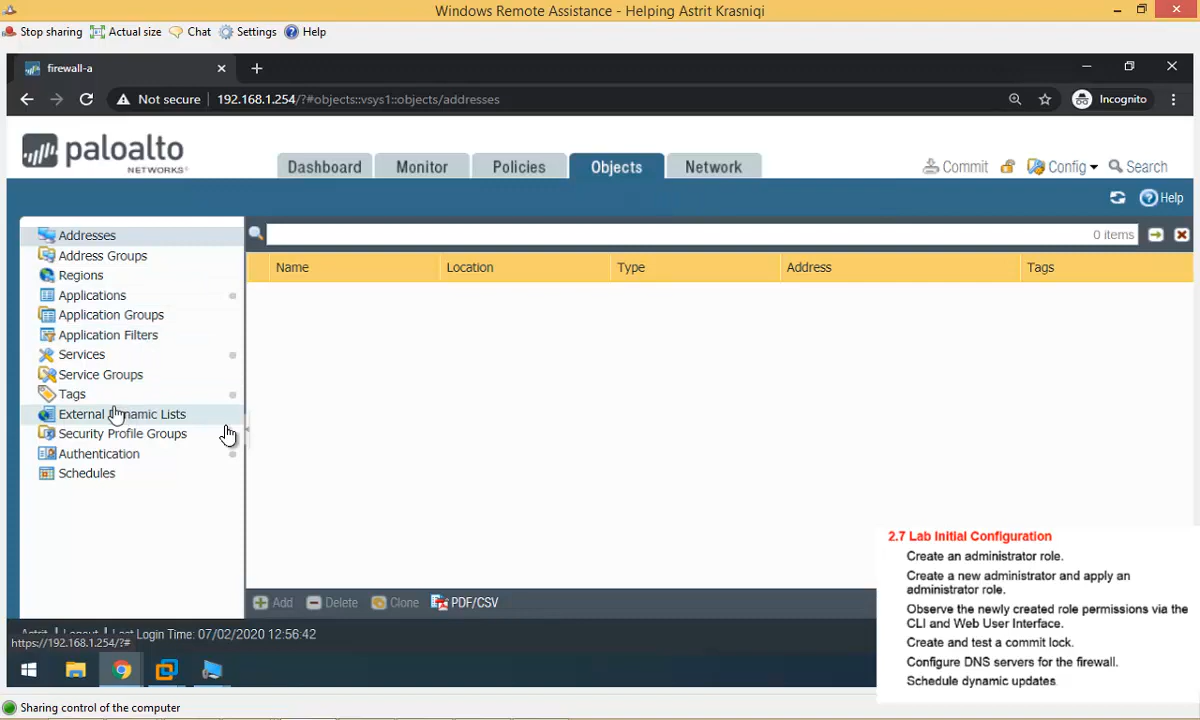 Windows Remote Assistance - Helping Astrit Krasniqi
Stop sharing Actual size Chat Settings Help
firewall-a
Not secure 192.168.1.254/?#objects::vsys1::objects/addresses Incognito
paloalto
NETWORKS®
Dashboard Monitor Policies Objects Network Commit Config Search
Help
Addresses
Address Groups
Regions
Applications
Application Groups
Application Filters
Services
Service Groups
Tags
External Dynamic Lists
Security Profile Groups
Authentication
Schedules
0 items
Name Location Type Address Tags
Add Delete Clone PDF/CSV
Astrit | Logout | Last Login Time: 07/02/2020 12:56:42
https://192.168.1.254/?#
2.7 Lab Initial Configuration
Create an administrator role.
Create a new administrator and apply an
administrator role.
Observe the newly created role permissions via the
CLI and Web User Interface.
Create and test a commit lock.
Configure DNS servers for the firewall.
Schedule dynamic updates.
Sharing control of the computer